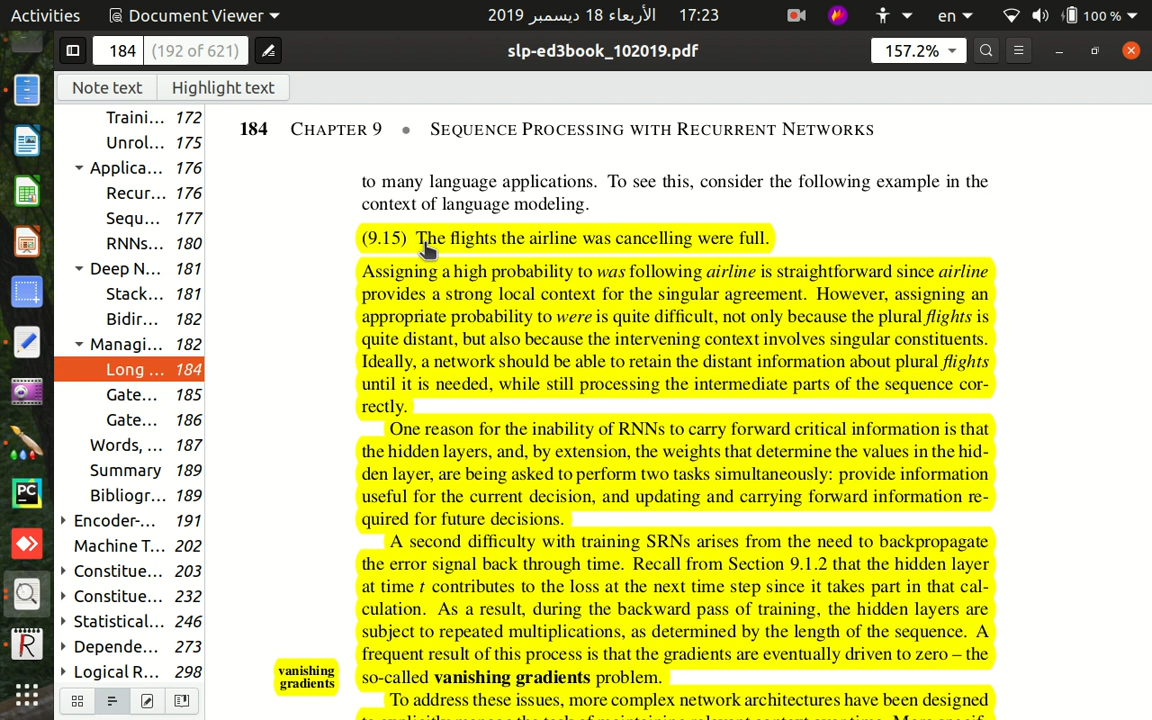 Activities Document Viewer الأربعاء 18 ديسمبر 2019 17:23 en 100 %
184 (192 of 621) slp-ed3book_102019.pdf 157.2%
Note text Highlight text
Traini... 172
Unrol... 175
Applica... 176
Recur... 176
Sequ... 177
RNNs... 180
Deep N... 181
Stack... 181
Bidir... 182
Managi... 182
Long ... 184
Gate... 185
Gate... 186
Words, ... 187
Summary 189
Bibliogr... 189
Encoder-... 191
Machine T... 202
Constitue... 203
Constitue... 232
Statistical... 246
Depende... 273
Logical R... 298
184 CHAPTER 9 • SEQUENCE PROCESSING WITH RECURRENT NETWORKS
to many language applications. To see this, consider the following example in the
context of language modeling.
(9.15) The flights the airline was cancelling were full.
Assigning a high probability to was following airline is straightforward since airline
provides a strong local context for the singular agreement. However, assigning an
appropriate probability to were is quite difficult, not only because the plural flights is
quite distant, but also because the intervening context involves singular constituents.
Ideally, a network should be able to retain the distant information about plural flights
until it is needed, while still processing the intermediate parts of the sequence cor-
rectly.
One reason for the inability of RNNs to carry forward critical information is that
the hidden layers, and, by extension, the weights that determine the values in the hid-
den layer, are being asked to perform two tasks simultaneously: provide information
useful for the current decision, and updating and carrying forward information re-
quired for future decisions.
A second difficulty with training SRNs arises from the need to backpropagate
the error signal back through time. Recall from Section 9.1.2 that the hidden layer
at time t contributes to the loss at the next time step since it takes part in that cal-
culation. As a result, during the backward pass of training, the hidden layers are
subject to repeated multiplications, as determined by the length of the sequence. A
frequent result of this process is that the gradients are eventually driven to zero – the
so-called vanishing gradients problem.
vanishing
gradients
To address these issues, more complex network architectures have been designed